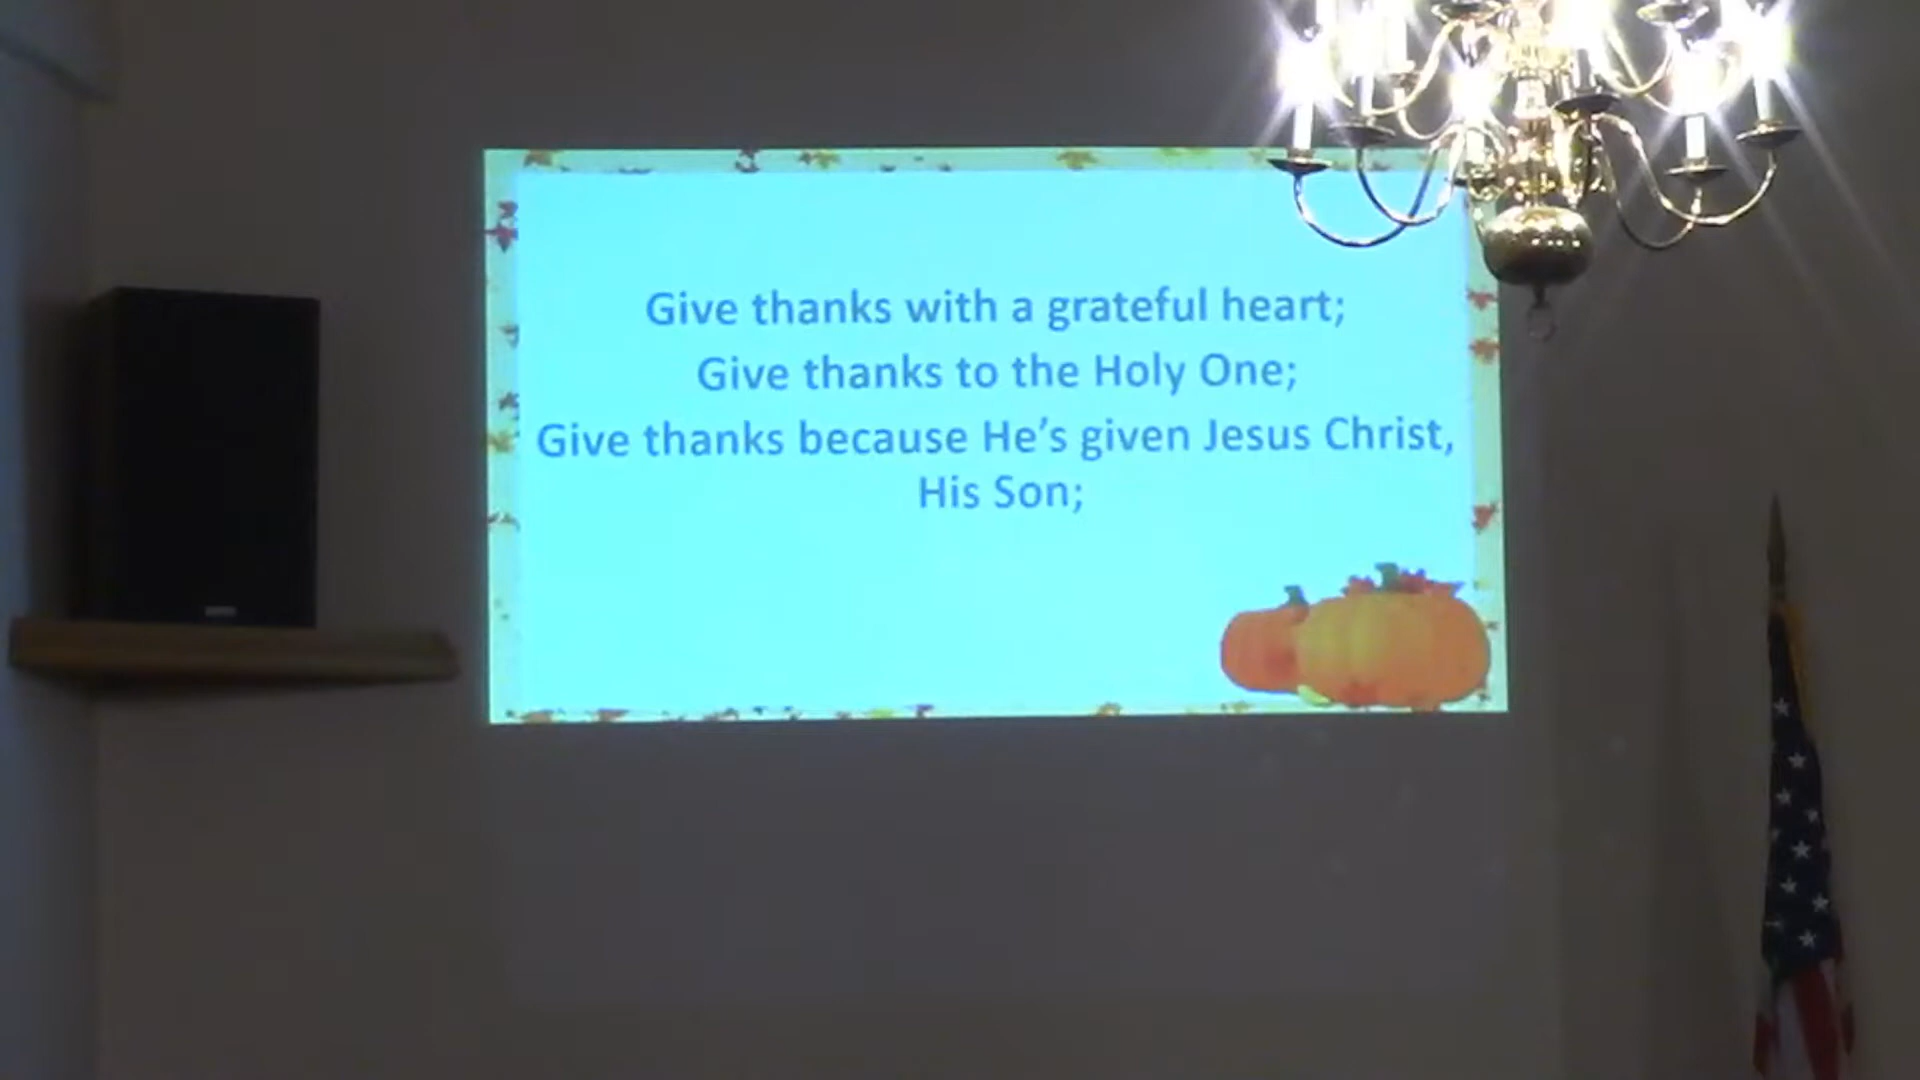 Give thanks with a grateful heart;
Give thanks to the Holy One;
Give thanks because He’s given Jesus Christ,
His Son;